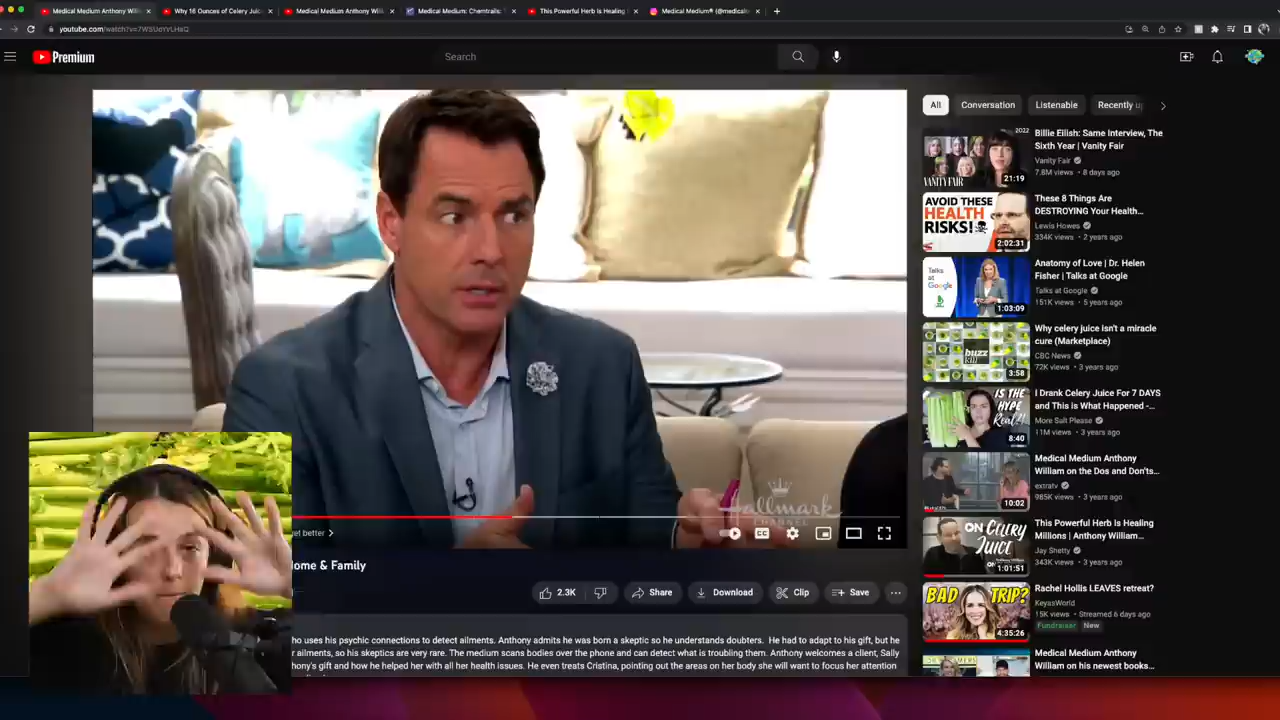 Medical Medium Anthony Willi
Why 16 Ounces of Celery Juic
Medical Medium Anthony Willi
Medical Medium: Chemtrails:
This Powerful Herb is Healing
Medical Medium® (@medicalm
Premium
Search
All
Conversation
Listenable
Recently up
2022
VANITY FAIR
21:19
Billie Eilish: Same Interview, The
Sixth Year | Vanity Fair
Vanity Fair
7.8M views • 8 days ago
AVOID THESE
HEALTH
RISKS!
2:02:31
These 8 Things Are
DESTROYING Your Health...
Lewis Howes
334K views • 2 years ago
Talks at
Google
1:03:09
Anatomy of Love | Dr. Helen
Fisher | Talks at Google
Talks at Google
151K views • 5 years ago
buzz
3:58
Why celery juice isn't a miracle
cure (Marketplace)
CBC News
72K views • 3 years ago
IS THE
HYPE
Real?!
8:40
I Drank Celery Juice For 7 DAYS
and This is What Happened -...
More Salt Please
11M views • 3 years ago
10:02
Medical Medium Anthony
William on the Dos and Don'ts...
extratv
985K views • 3 years ago
ON CELERY
JUICE
1:01:51
This Powerful Herb is Healing
Millions | Anthony William...
Jay Shetty
343K views • 3 years ago
BAD TRIP?
4:35:26
Rachel Hollis LEAVES retreat?
KeyasWorld
15K views • Streamed 6 days ago
Fundraiser
New
Medical Medium Anthony
William on his newest books...
Hallmark
CHANNEL
CC
et better
ome & Family
2.3K
Share
Download
Clip
Save
ho uses his psychic connections to detect ailments. Anthony admits he was born a skeptic so he understands doubters. He had to adapt to his gift, but he
r ailments, so his skeptics are very rare. The medium scans bodies over the phone and can detect what is troubling them. Anthony welcomes a client, Sally
hony's gift and how he helped her with all her health issues. He even treats Cristina, pointing out the areas on her body she will want to focus her attention